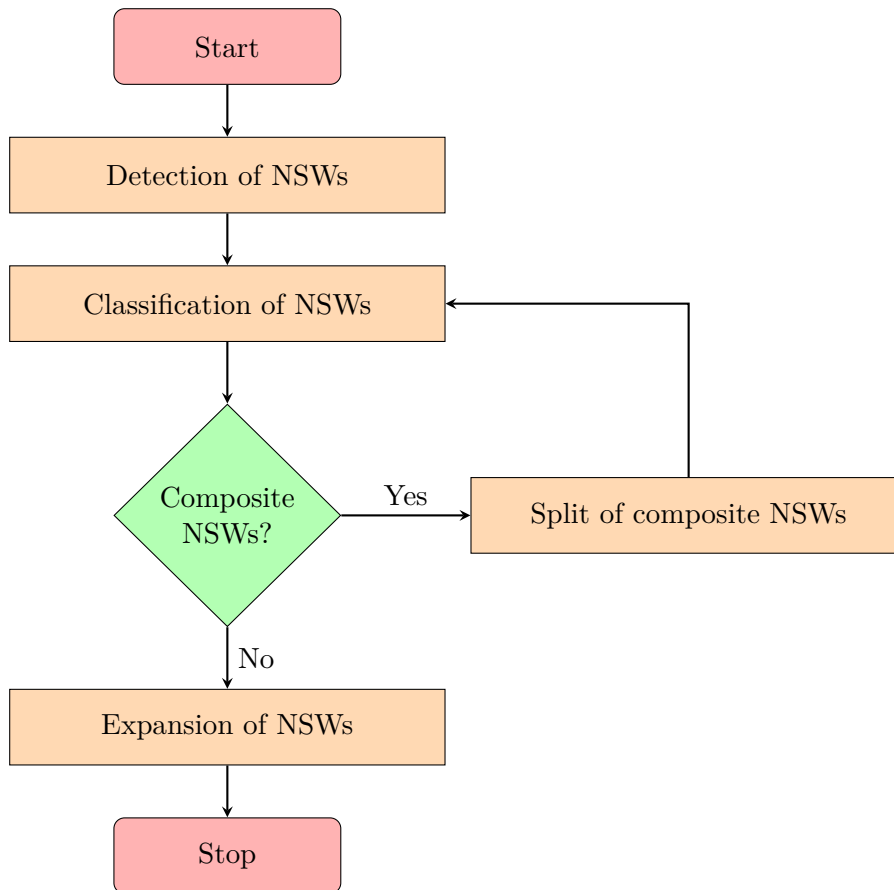 Start
Detection of NSWs
Classification of NSWs
Composite
NSWs?
Yes
Split of composite NSWs
No
Expansion of NSWs
Stop